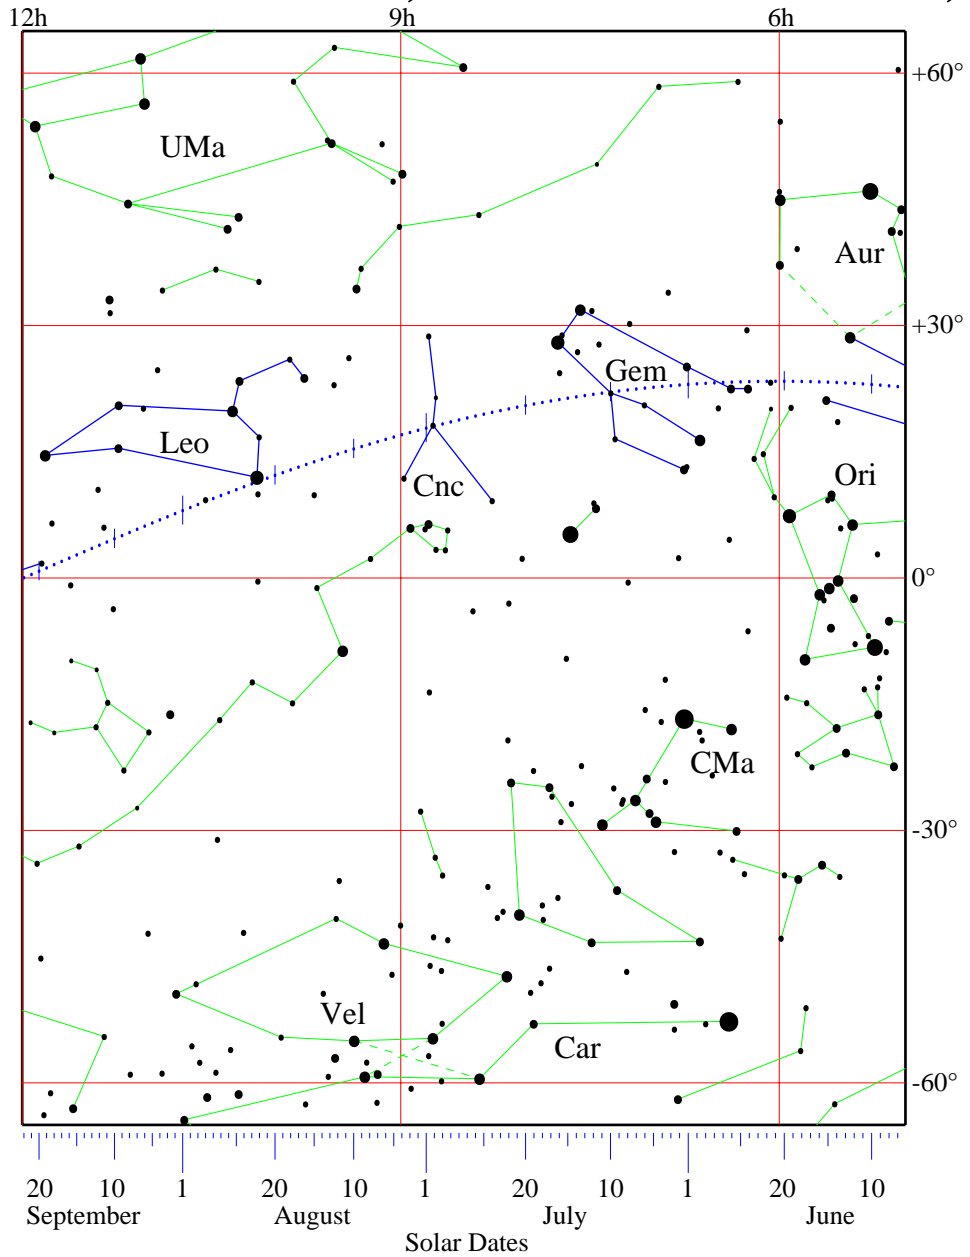 12h 9h 6h
+60°
UMa
Aur
+30°
Gem
Leo
Cnc
Ori
0°
CMa
-30°
Vel
Car
-60°
20 10 1 20 10 1 20 10 1 20 10
September August July June
Solar Dates